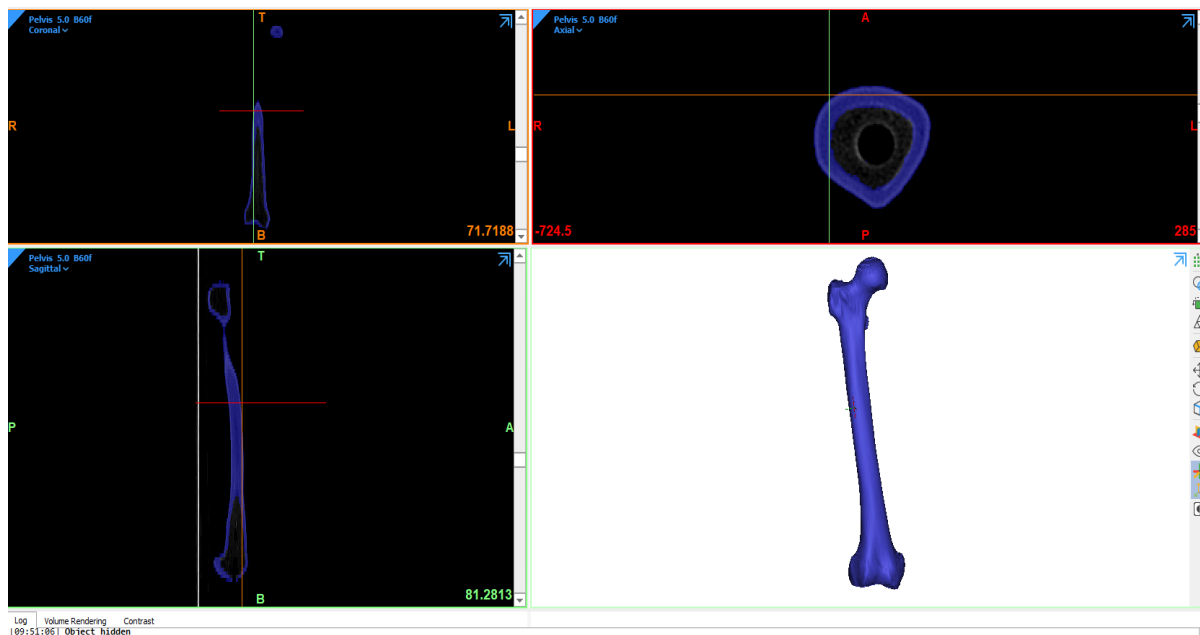 Pelvis 5.0 B60f
Coronal
T
R
L
B
71.7188
Pelvis 5.0 B60f
Axial
A
R
L
-724.5
P
285
Pelvis 5.0 B60f
Sagittal
T
P
A
B
81.2813
Log Volume Rendering Contrast
|09:51:06| Object hidden